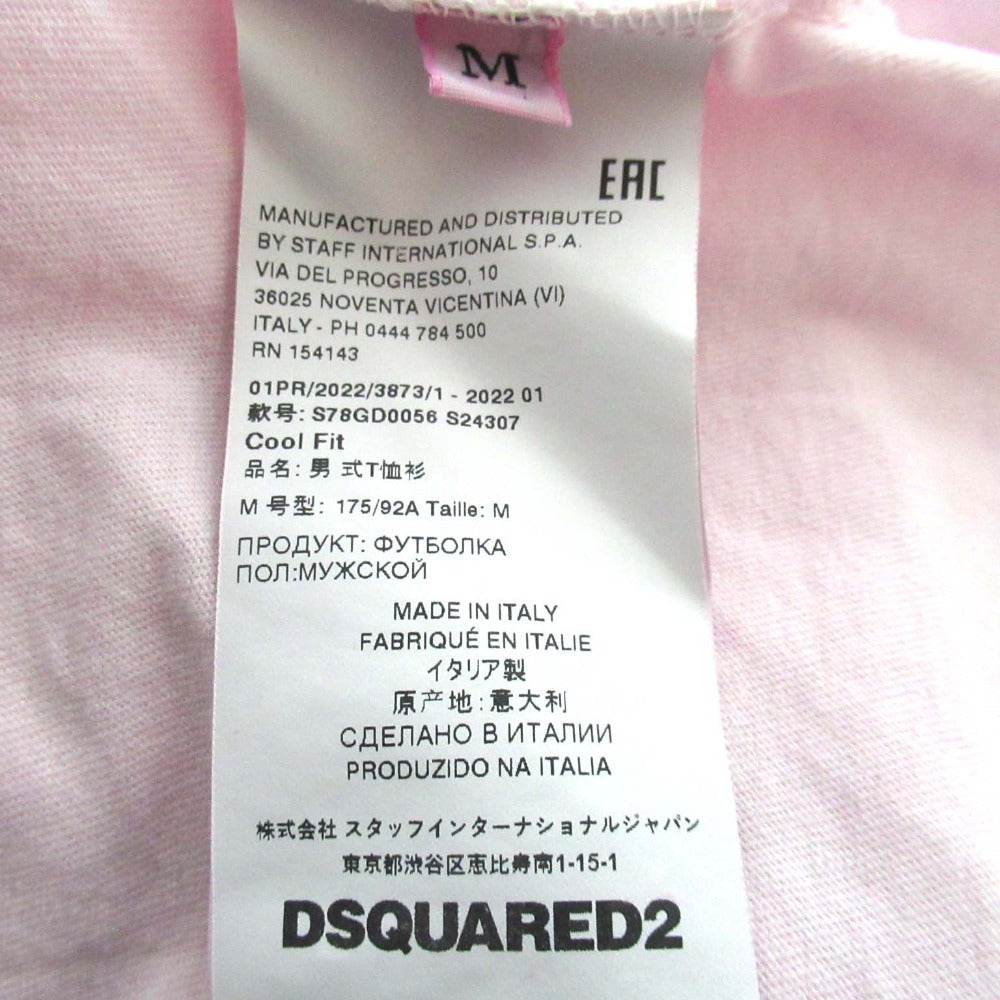 M
EAC
MANUFACTURED AND DISTRIBUTED
BY STAFF INTERNATIONAL S.P.A.
VIA DEL PROGRESSO, 10
36025 NOVENTA VICENTINA (VI)
ITALY - PH 0444 784 500
RN 154143
01PR/2022/3873/1 - 2022 01
款号: S78GD0056 S24307
Cool Fit
品名: 男 式T恤衫
M 号型: 175/92A Taille: M
ПРОДУКТ: ФУТБОЛКА
ПОЛ:МУЖСКОЙ
MADE IN ITALY
FABRIQUÉ EN ITALIE
イタリア製
原产地: 意大利
СДЕЛАНО В ИТАЛИИ
PRODUZIDO NA ITALIA
株式会社 スタッフインターナショナルジャパン
東京都渋谷区恵比寿南1-15-1
DSQUARED2